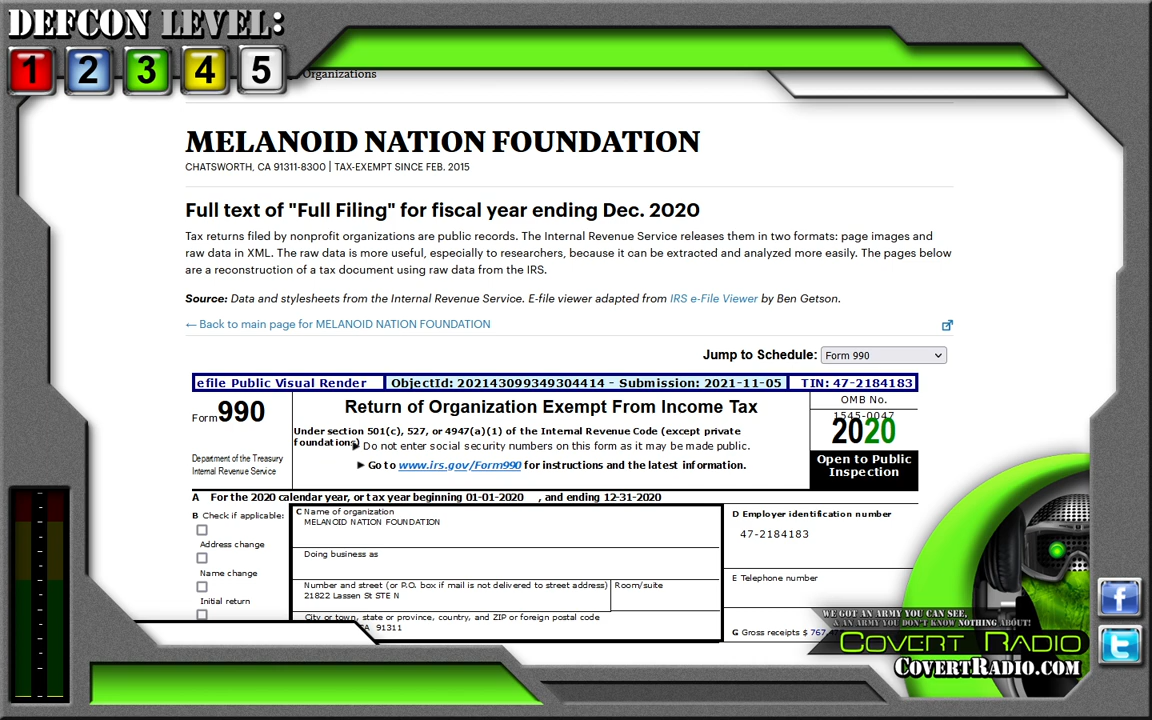 DEFCON LEVEL:
1 2 3 4 5
Organizations
MELANOID NATION FOUNDATION
CHATSWORTH, CA 91311-8300 | TAX-EXEMPT SINCE FEB. 2015
Full text of "Full Filing" for fiscal year ending Dec. 2020
Tax returns filed by nonprofit organizations are public records. The Internal Revenue Service releases them in two formats: page images and
raw data in XML. The raw data is more useful, especially to researchers, because it can be extracted and analyzed more easily. The pages below
are a reconstruction of a tax document using raw data from the IRS.
Source: Data and stylesheets from the Internal Revenue Service. E-file viewer adapted from IRS e-File Viewer by Ben Getson.
← Back to main page for MELANOID NATION FOUNDATION
Jump to Schedule: Form 990
efile Public Visual Render ObjectId: 202143099349304414 - Submission: 2021-11-05 TIN: 47-2184183
Form 990
Department of the Treasury
Internal Revenue Service
Return of Organization Exempt From Income Tax
Under section 501(c), 527, or 4947(a)(1) of the Internal Revenue Code (except private
foundations)
▶ Do not enter social security numbers on this form as it may be made public.
▶ Go to www.irs.gov/Form990 for instructions and the latest information.
OMB No.
1545-0047
2020
Open to Public
Inspection
A For the 2020 calendar year, or tax year beginning 01-01-2020 , and ending 12-31-2020
B Check if applicable:
Address change
Name change
Initial return
C Name of organization
MELANOID NATION FOUNDATION
Doing business as
Number and street (or P.O. box if mail is not delivered to street address) Room/suite
21822 Lassen St STE N
City or town, state or province, country, and ZIP or foreign postal code
91311
D Employer identification number
47-2184183
E Telephone number
G Gross receipts $
WE GOT AN ARMY YOU CAN SEE,
& AN ARMY YOU DON'T KNOW NOTHING ABOUT!
COVERT RADIO
COVERTRADIO.COM